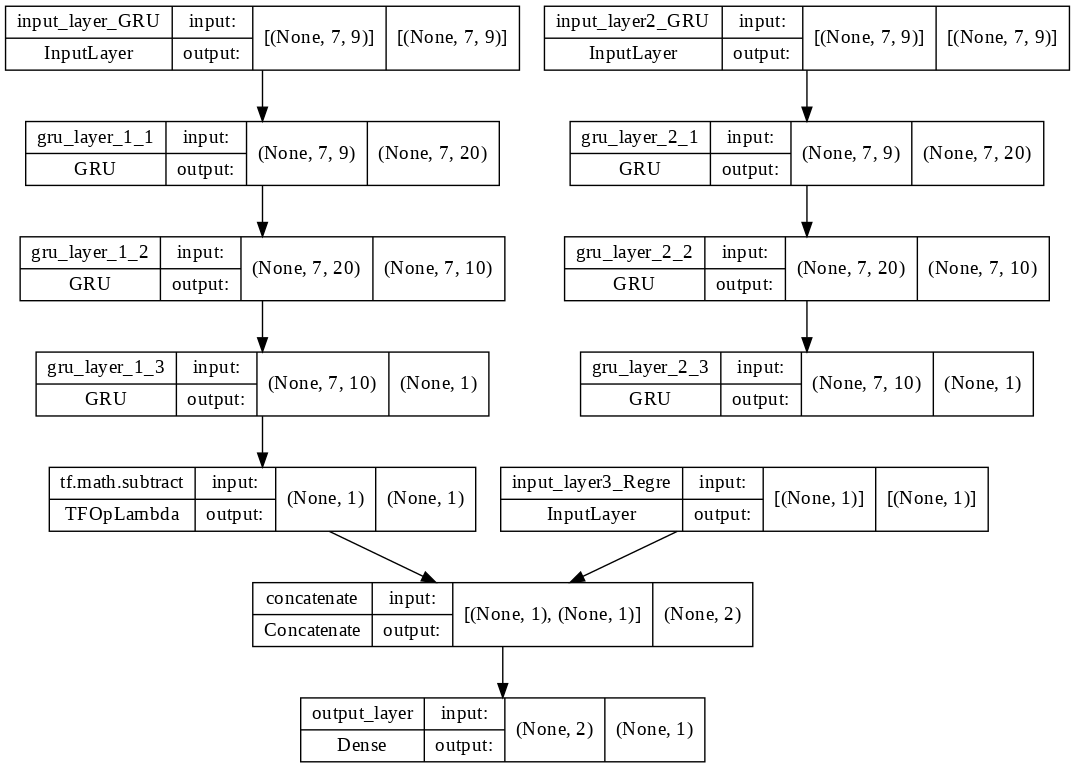 input_layer_GRU input: [(None, 7, 9)] [(None, 7, 9)]
InputLayer output:
input_layer2_GRU input: [(None, 7, 9)] [(None, 7, 9)]
InputLayer output:
gru_layer_1_1 input: (None, 7, 9) (None, 7, 20)
GRU output:
gru_layer_2_1 input: (None, 7, 9) (None, 7, 20)
GRU output:
gru_layer_1_2 input: (None, 7, 20) (None, 7, 10)
GRU output:
gru_layer_2_2 input: (None, 7, 20) (None, 7, 10)
GRU output:
gru_layer_1_3 input: (None, 7, 10) (None, 1)
GRU output:
gru_layer_2_3 input: (None, 7, 10) (None, 1)
GRU output:
tf.math.subtract input: (None, 1) (None, 1)
TFOpLambda output:
input_layer3_Regre input: [(None, 1)] [(None, 1)]
InputLayer output:
concatenate input: [(None, 1), (None, 1)] (None, 2)
Concatenate output:
output_layer input: (None, 2) (None, 1)
Dense output: